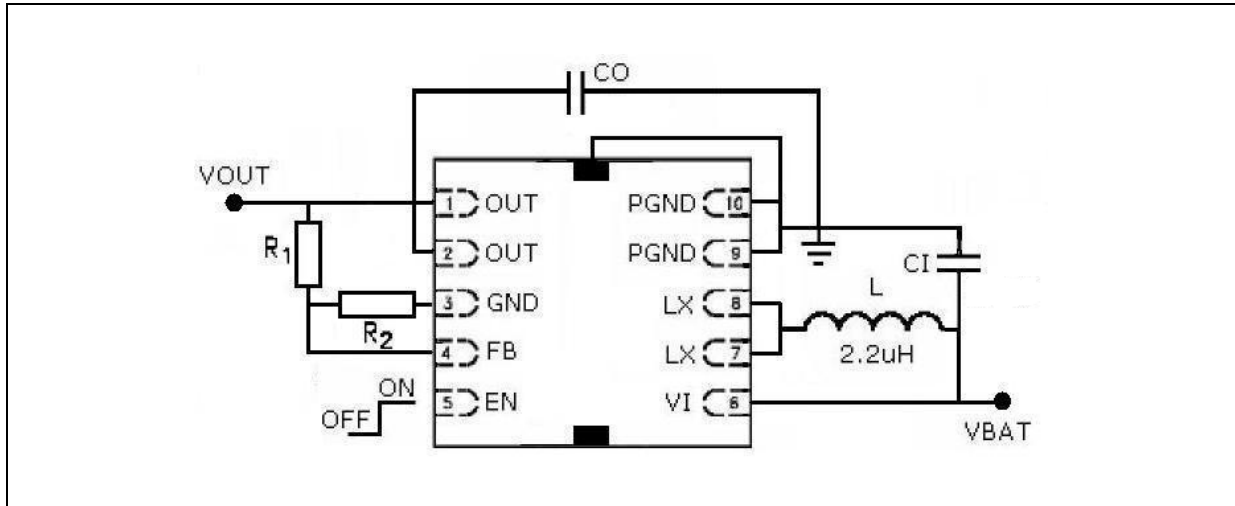 CO
VOUT
1 OUT
PGND 10
R1
2 OUT
PGND 9
CI
3 GND
LX 8
L
R2
4 FB
LX 7
2.2uH
ON
OFF
5 EN
VI 6
VBAT